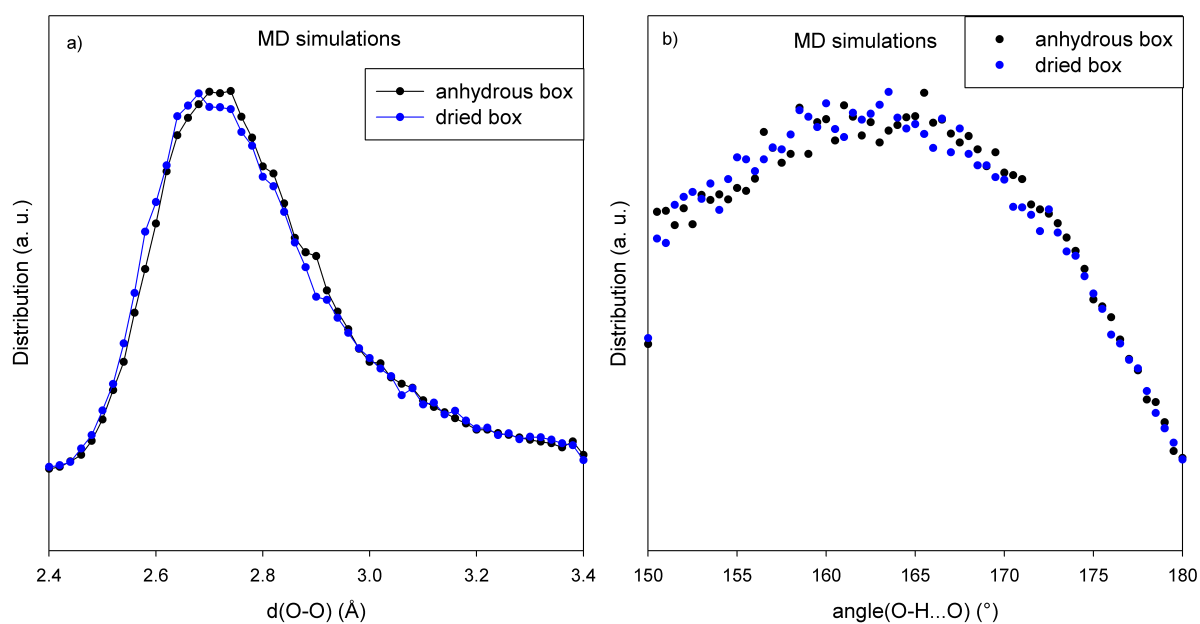 a)
MD simulations
anhydrous box
dried box
Distribution (a. u.)
2.4 2.6 2.8 3.0 3.2 3.4
d(O-O) (Å)
b)
MD simulations
anhydrous box
dried box
Distribution (a. u.)
150 155 160 165 170 175 180
angle(O-H...O) (°)